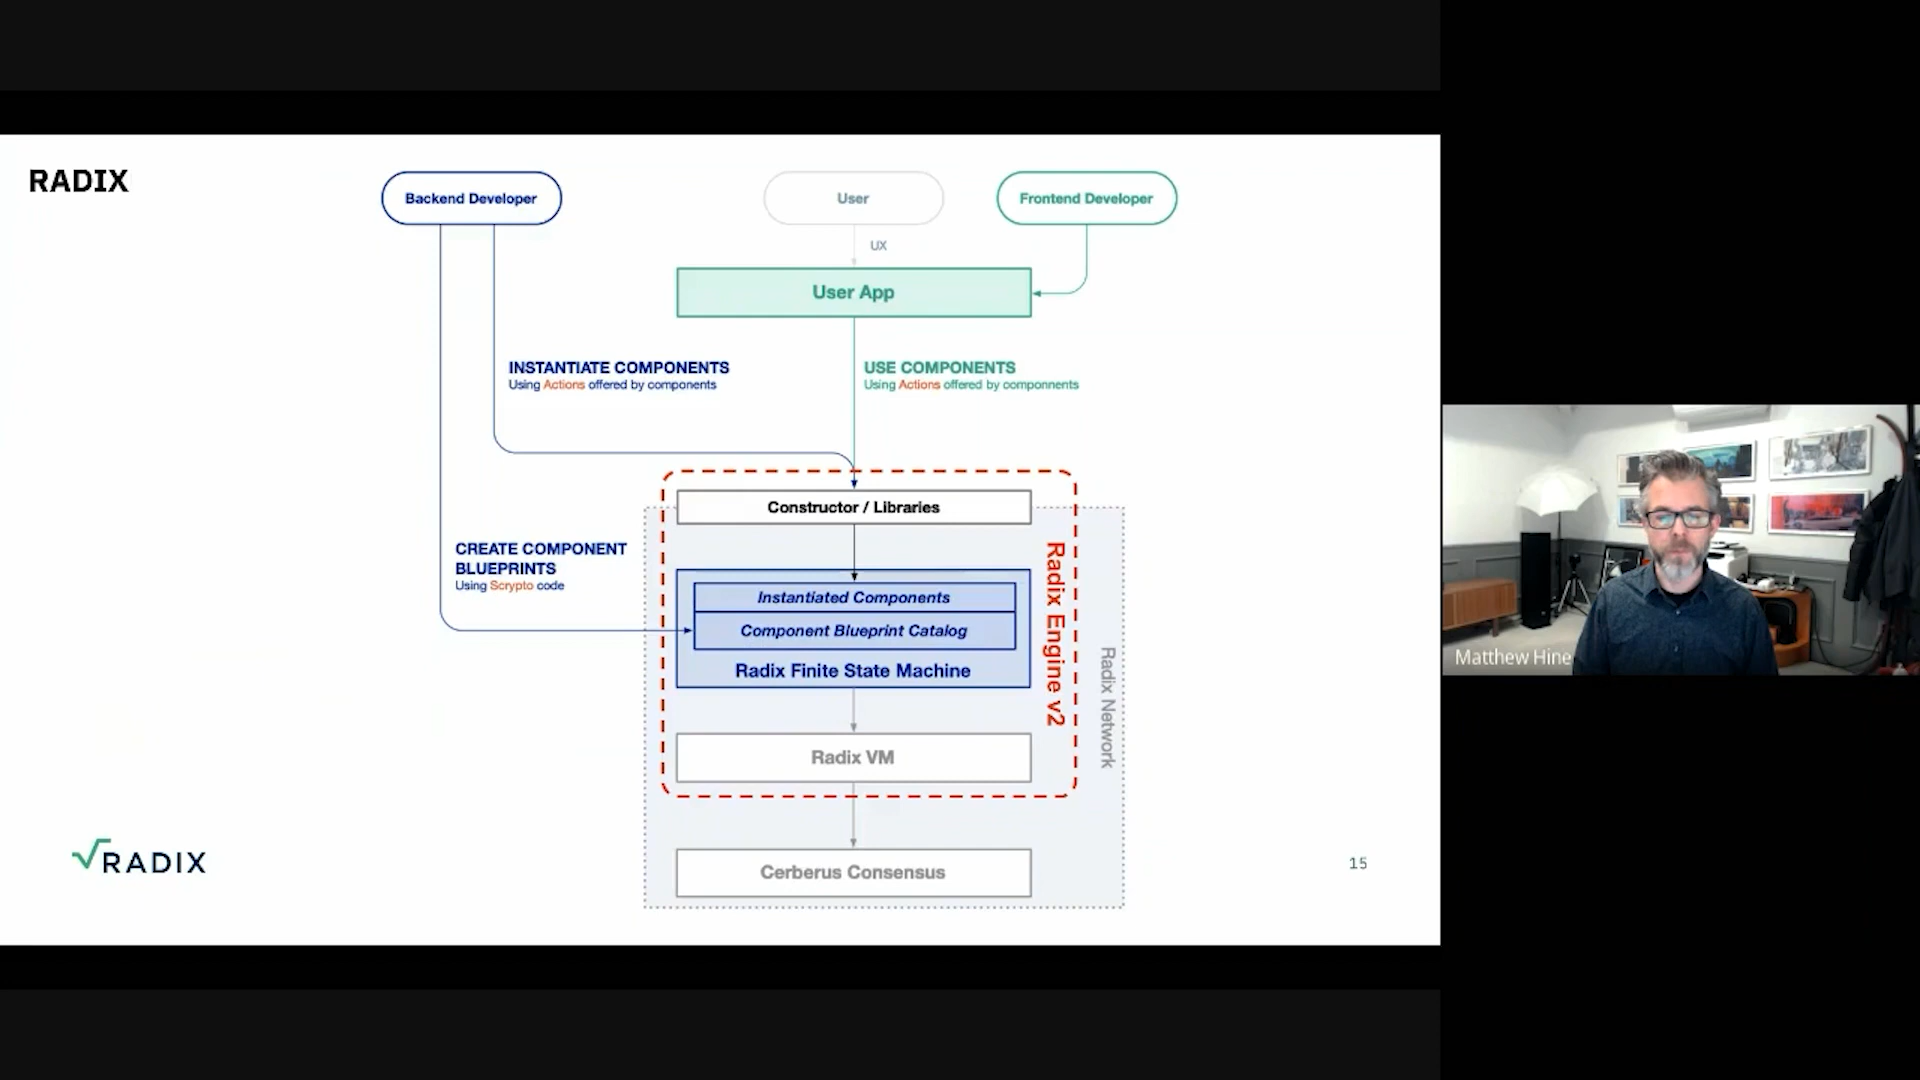 RADIX
Backend Developer
User
Frontend Developer
UX
User App
INSTANTIATE COMPONENTS
Using Actions offered by components
USE COMPONENTS
Using Actions offered by componnents
Constructor / Libraries
CREATE COMPONENT
BLUEPRINTS
Using Scrypto code
Instantiated Components
Component Blueprint Catalog
Radix Finite State Machine
Radix Engine v2
Radix Network
Radix VM
Cerberus Consensus
RADIX
15
Matthew Hine